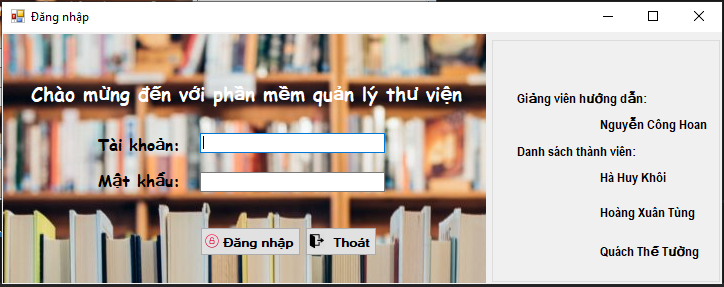 Đăng nhập
Chào mừng đến với phần mềm quản lý thư viện
Tài khoản:
Mật khẩu:
Đăng nhập
Thoát
Giảng viên hướng dẫn:
Nguyễn Công Hoan
Danh sách thành viên:
Hà Huy Khôi
Hoàng Xuân Tùng
Quách Thế Tường